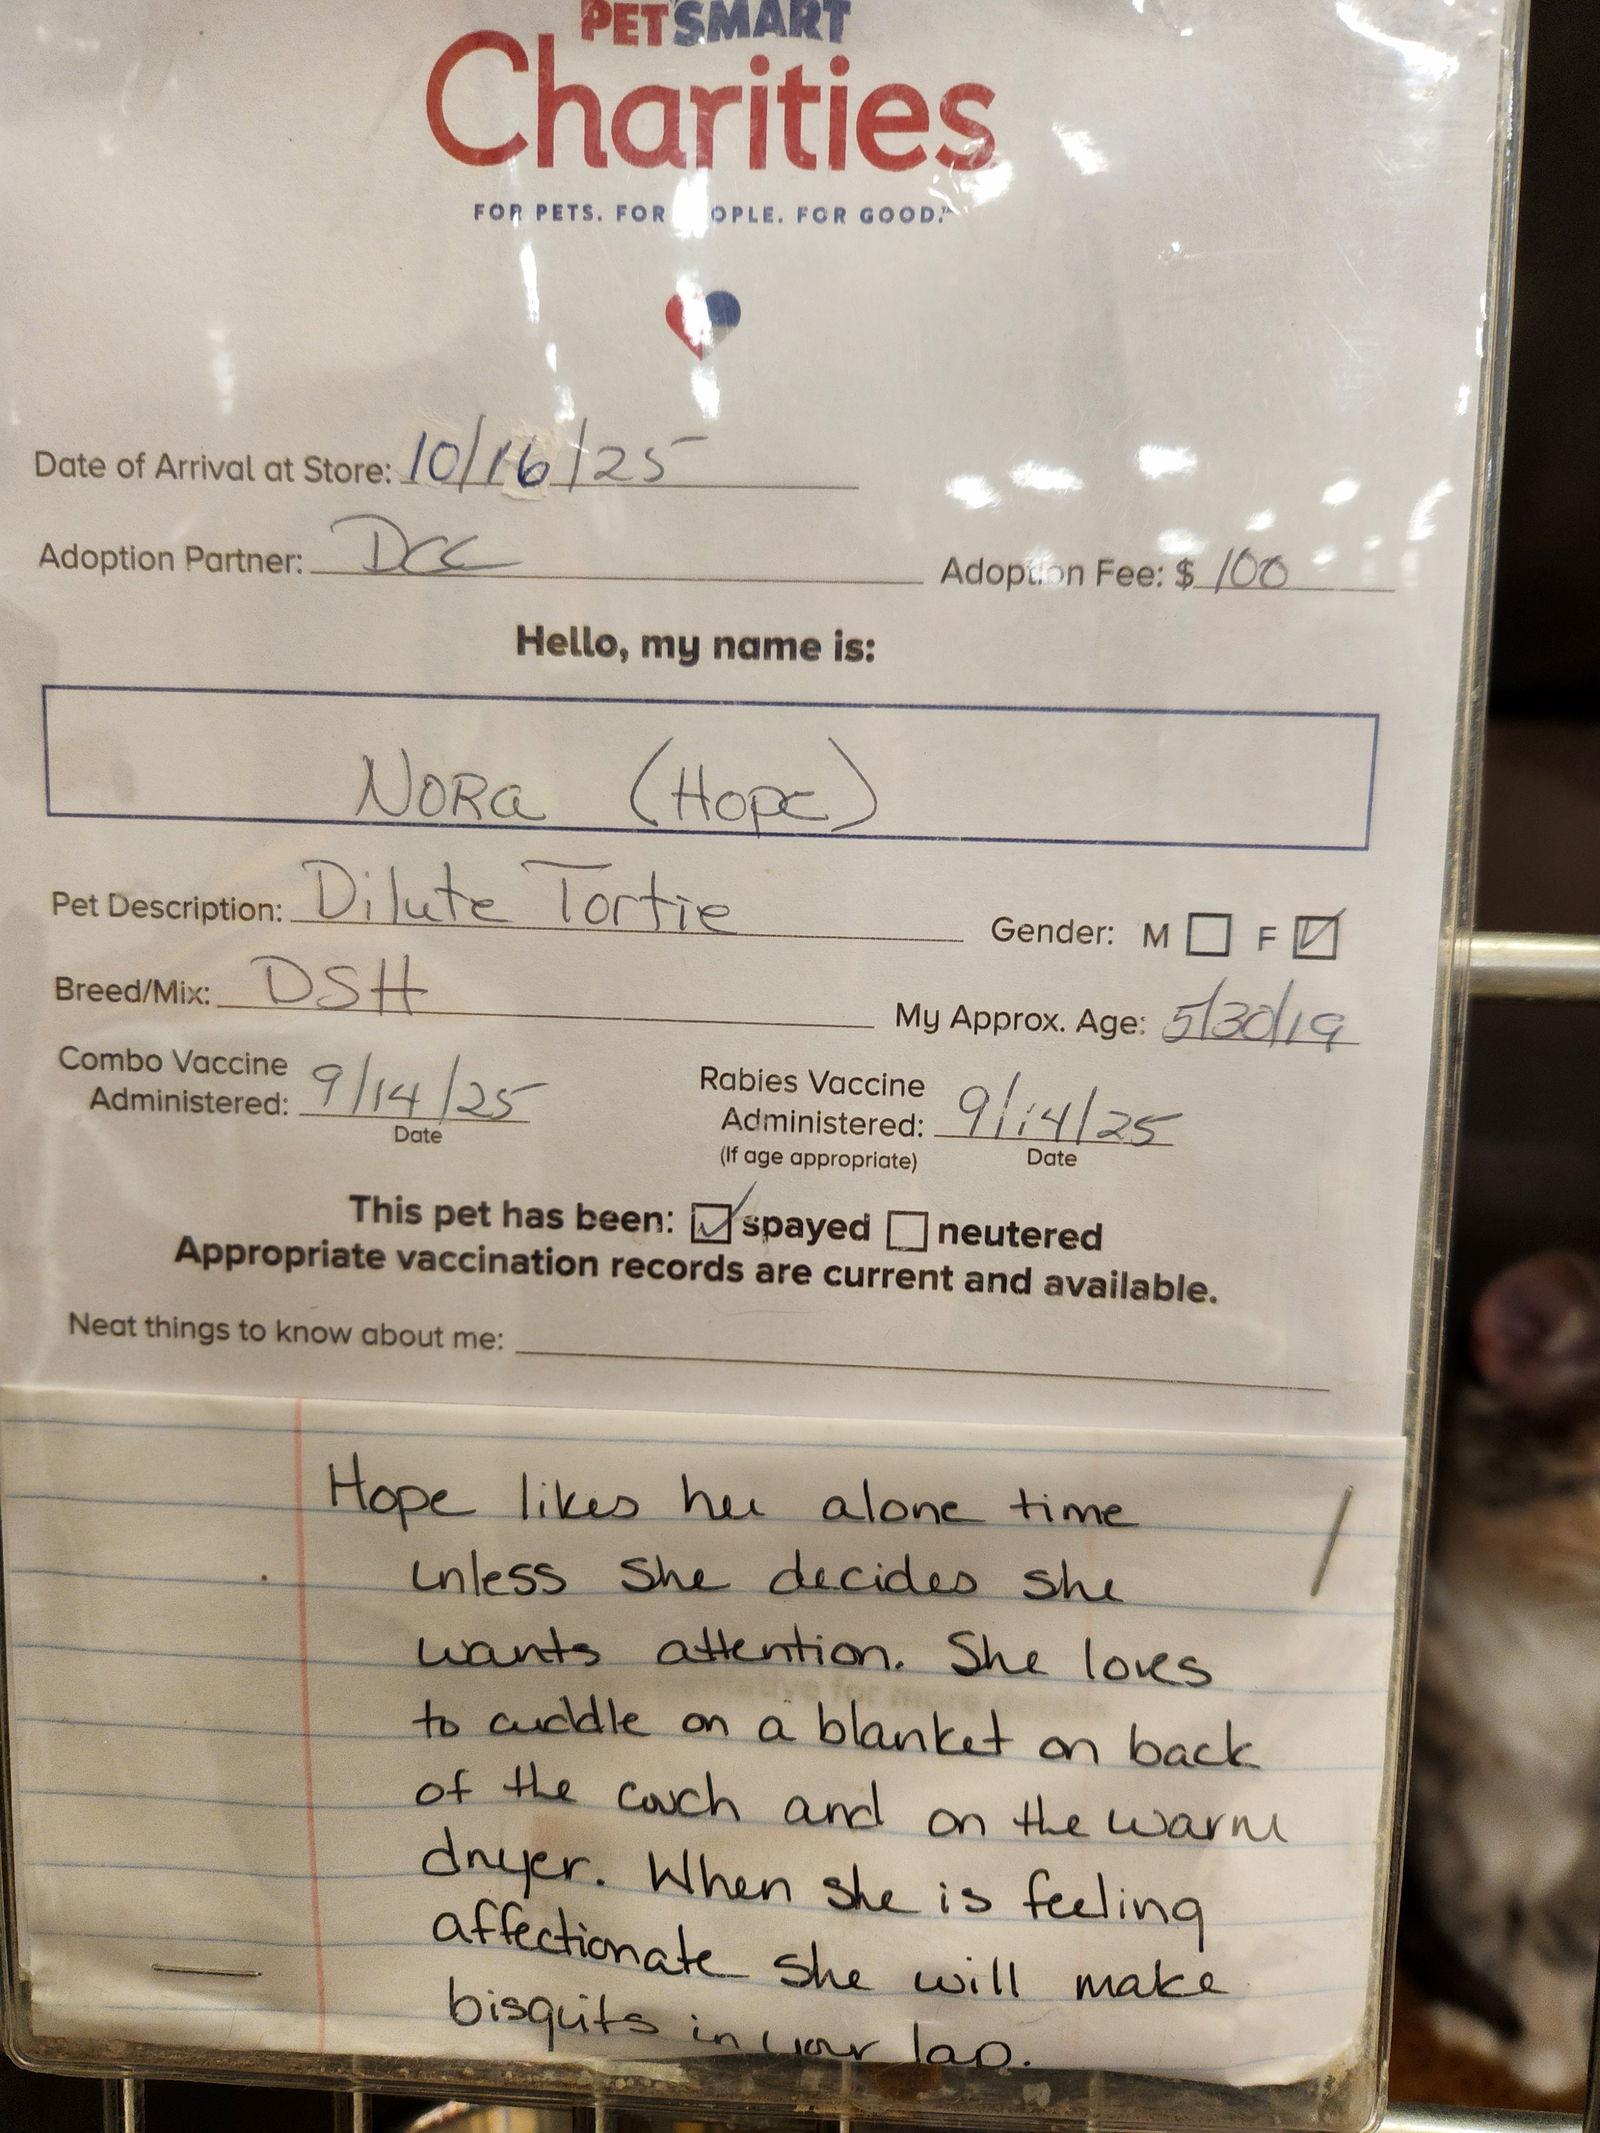 PETSMART
Charities
FOR PETS. FOR PEOPLE. FOR GOOD.™
Date of Arrival at Store: 10/16/25
Adoption Partner: DCC Adoption Fee: $ 100
Hello, my name is:
NORa (Hope)
Pet Description: Dilute Tortie Gender: M F
Breed/Mix: DSH My Approx. Age: 5/30/19
Combo Vaccine Administered: 9/14/25 Date
Rabies Vaccine Administered: 9/14/25 (If age appropriate) Date
This pet has been: spayed neutered
Appropriate vaccination records are current and available.
Neat things to know about me:
Hope likes her alone time
unless she decides she
wants attention. She loves
to cuddle on a blanket on back
of the couch and on the warm
dryer. When she is feeling
affectionate she will make
bisquits in your lap.